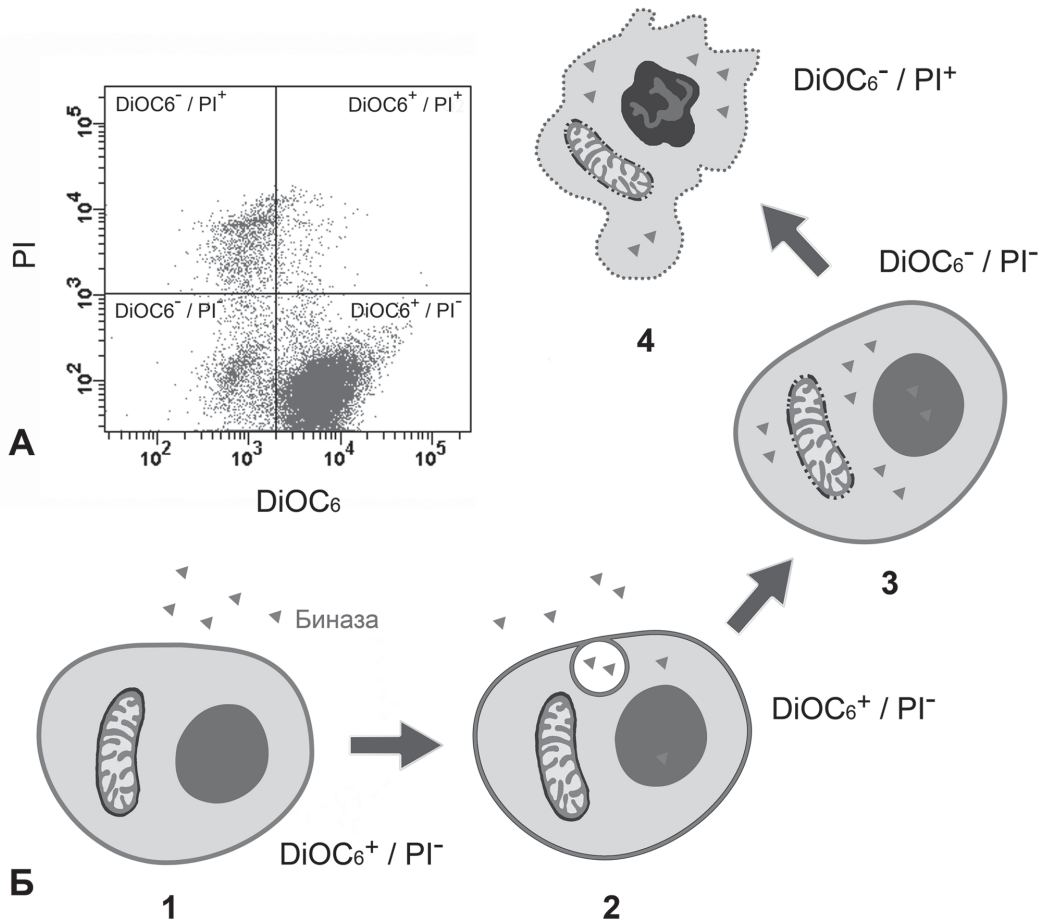 DiOC₆⁻ / PI⁺
DiOC₆⁺ / PI⁺
DiOC₆⁻ / PI⁻
DiOC₆⁺ / PI⁻
10⁵
10⁴
10³
10²
PI
10²
10³
10⁴
10⁵
DiOC₆
А
DiOC₆⁻ / PI⁺
4
DiOC₆⁻ / PI⁻
3
Биназа
DiOC₆⁺ / PI⁻
1
DiOC₆⁺ / PI⁻
2
Б